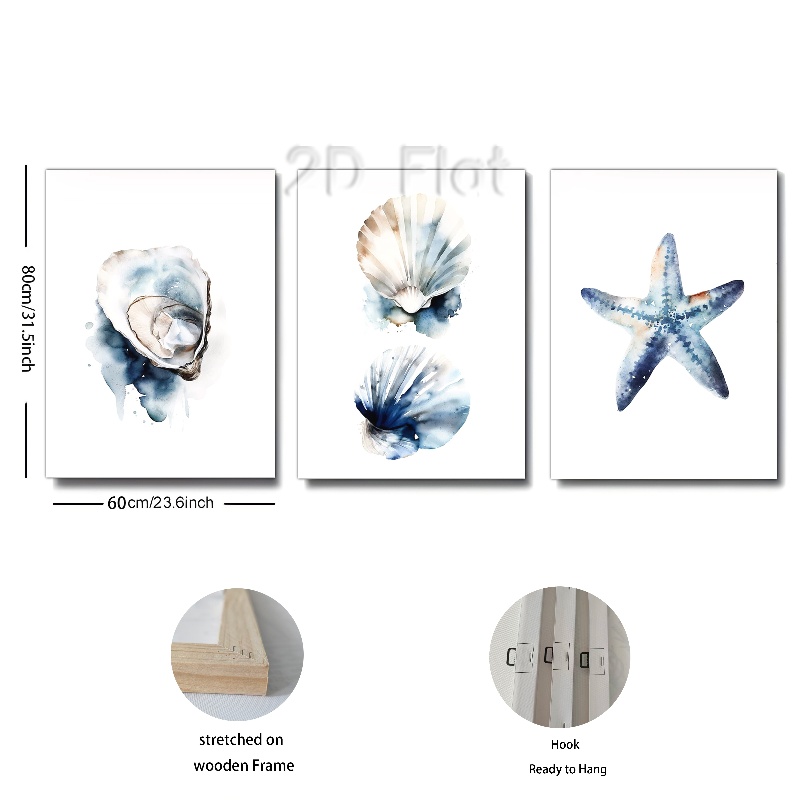 2D Flat
80cm/31.5inch
60cm/23.6inch
stretched on
wooden Frame
Hook
Ready to Hang